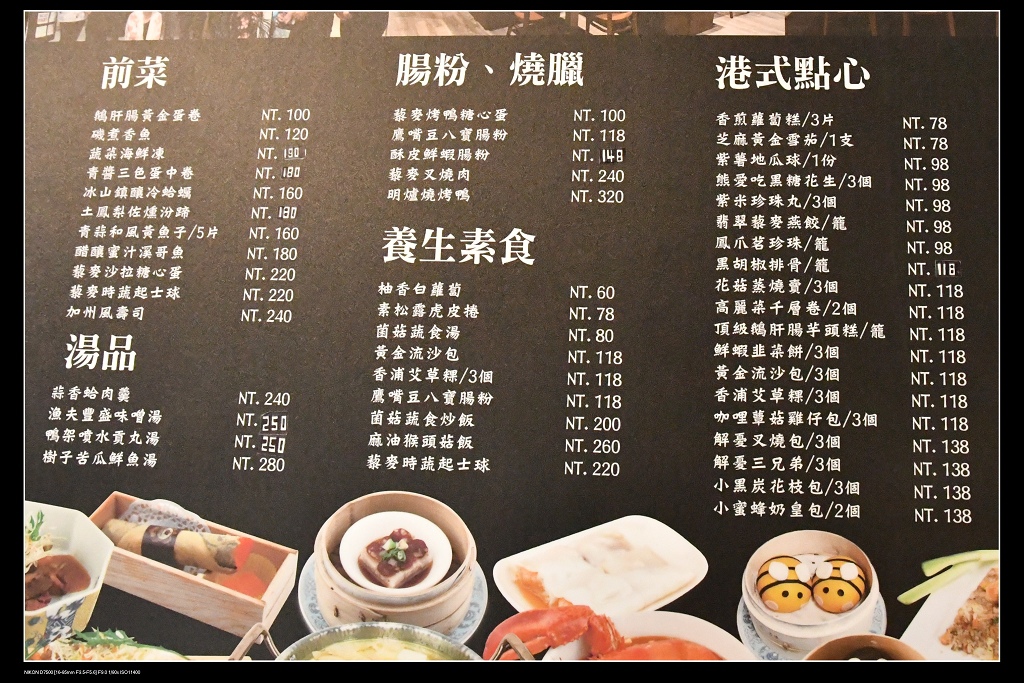 前菜
鵝肝腸黃金蛋卷 NT. 100
磯煮香魚 NT. 120
蔬菜海鮮凍 NT. 190
青醬三色蛋中卷 NT. 180
冰山鎮釀冷蛤蠣 NT. 160
土鳳梨佐燻汾蹄 NT. 190
青蒜和風黃魚子/5片 NT. 160
醋釀蜜汁溪哥魚 NT. 180
藜麥沙拉糖心蛋 NT. 220
藜麥時蔬起士球 NT. 220
加州風壽司 NT. 240
湯品
蒜香蛤肉羹 NT. 240
漁夫豐盛味噌湯 NT. 250
鴨架噴水貢丸湯 NT. 250
樹子苦瓜鮮魚湯 NT. 280
腸粉、燒臘
藜麥烤鴨糖心蛋 NT. 100
鷹嘴豆八寶腸粉 NT. 118
酥皮鮮蝦腸粉 NT. 148
藜麥叉燒肉 NT. 240
明爐燒烤鴨 NT. 320
養生素食
柚香白蘿蔔 NT. 60
素松露虎皮捲 NT. 78
菌菇蔬食湯 NT. 80
黃金流沙包 NT. 118
香浦艾草粿/3個 NT. 118
鷹嘴豆八寶腸粉 NT. 118
菌菇蔬食炒飯 NT. 200
麻油猴頭菇飯 NT. 260
藜麥時蔬起士球 NT. 220
港式點心
香煎蘿蔔糕/3片 NT. 78
芝麻黃金雪茄/1支 NT. 78
紫薯地瓜球/1份 NT. 98
熊愛吃黑糖花生/3個 NT. 98
紫米珍珠丸/3個 NT. 98
翡翠藜麥燕餃/籠 NT. 98
鳳爪茗珍珠/籠 NT. 98
黑胡椒排骨/籠 NT. 118
花菇蒸燒賣/3個 NT. 118
高麗菜千層卷/2個 NT. 118
頂級鵝肝腸芋頭糕/籠 NT. 118
鮮蝦韭菜餅/3個 NT. 118
黃金流沙包/3個 NT. 118
香浦艾草粿/3個 NT. 118
咖哩蘑菇雞仔包/3個 NT. 118
解憂叉燒包/3個 NT. 138
解憂三兄弟/3個 NT. 138
小黑炭花枝包/3個 NT. 138
小蜜蜂奶皇包/2個 NT. 138